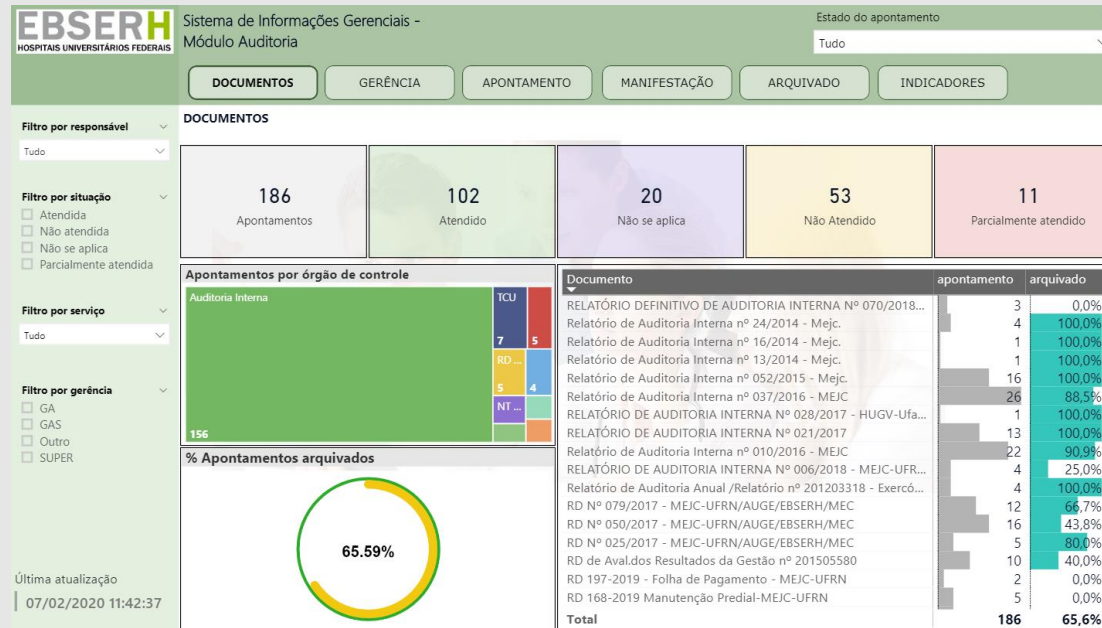 EBSERH
HOSPITAIS UNIVERSITÁRIOS FEDERAIS
Sistema de Informações Gerenciais -
Módulo Auditoria
Estado do apontamento
Tudo
DOCUMENTOS
GERÊNCIA
APONTAMENTO
MANIFESTAÇÃO
ARQUIVADO
INDICADORES
Filtro por responsável
Tudo
Filtro por situação
Atendida
Não atendida
Não se aplica
Parcialmente atendida
Filtro por serviço
Tudo
Filtro por gerência
GA
GAS
Outro
SUPER
Última atualização
07/02/2020 11:42:37
DOCUMENTOS
186
Apontamentos
102
Atendido
20
Não se aplica
53
Não Atendido
11
Parcialmente atendido
Apontamentos por órgão de controle
Auditoria Interna
156
TCU
7
5
RD ...
5
4
NT ...
% Apontamentos arquivados
65.59%
Documento apontamento arquivado
RELATÓRIO DEFINITIVO DE AUDITORIA INTERNA Nº 070/2018... 3 0,0%
Relatório de Auditoria Interna nº 24/2014 - Mejc. 4 100,0%
Relatório de Auditoria Interna nº 16/2014 - Mejc. 1 100,0%
Relatório de Auditoria Interna nº 13/2014 - Mejc. 1 100,0%
Relatório de Auditoria Interna nº 052/2015 - Mejc. 16 100,0%
Relatório de Auditoria Interna nº 037/2016 - MEJC 26 88,5%
RELATÓRIO DE AUDITORIA INTERNA Nº 028/2017 - HUGV-Ufa... 1 100,0%
RELATÓRIO DE AUDITORIA INTERNA Nº 021/2017 13 100,0%
Relatório de Auditoria Interna nº 010/2016 - MEJC 22 90,9%
RELATÓRIO DE AUDITORIA INTERNA Nº 006/2018 - MEJC-UFR... 4 25,0%
Relatório de Auditoria Anual /Relatório nº 201203318 - Exercó... 4 100,0%
RD Nº 079/2017 - MEJC-UFRN/AUGE/EBSERH/MEC 12 66,7%
RD Nº 050/2017 - MEJC-UFRN/AUGE/EBSERH/MEC 16 43,8%
RD Nº 025/2017 - MEJC-UFRN/AUGE/EBSERH/MEC 5 80,0%
RD de Aval.dos Resultados da Gestão nº 201505580 10 40,0%
RD 197-2019 - Folha de Pagamento - MEJC-UFRN 2 0,0%
RD 168-2019 Manutenção Predial-MEJC-UFRN 5 0,0%
Total 186 65,6%